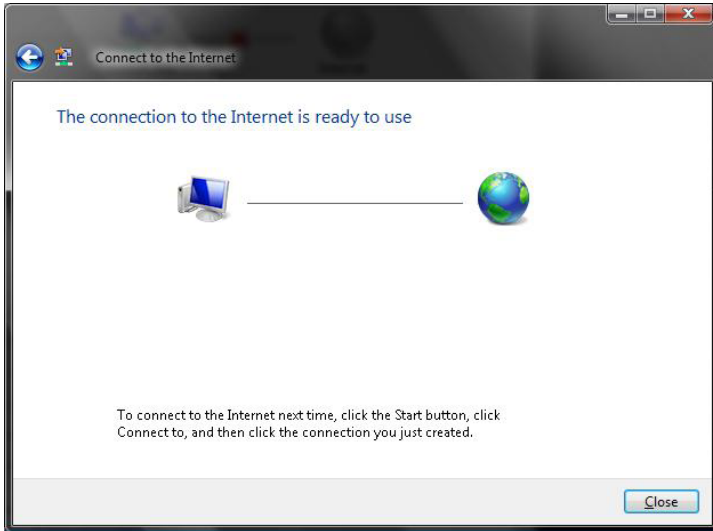 Connect to the Internet
The connection to the Internet is ready to use
To connect to the Internet next time, click the Start button, click
Connect to, and then click the connection you just created.
Close